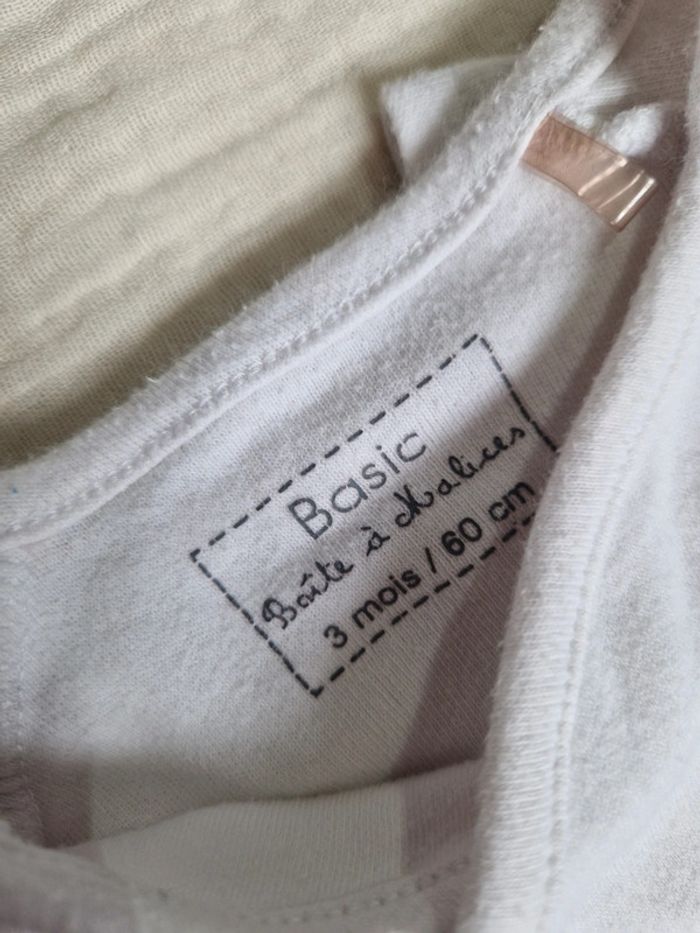 Basic
Boîte à Malices
3 mois / 60 cm